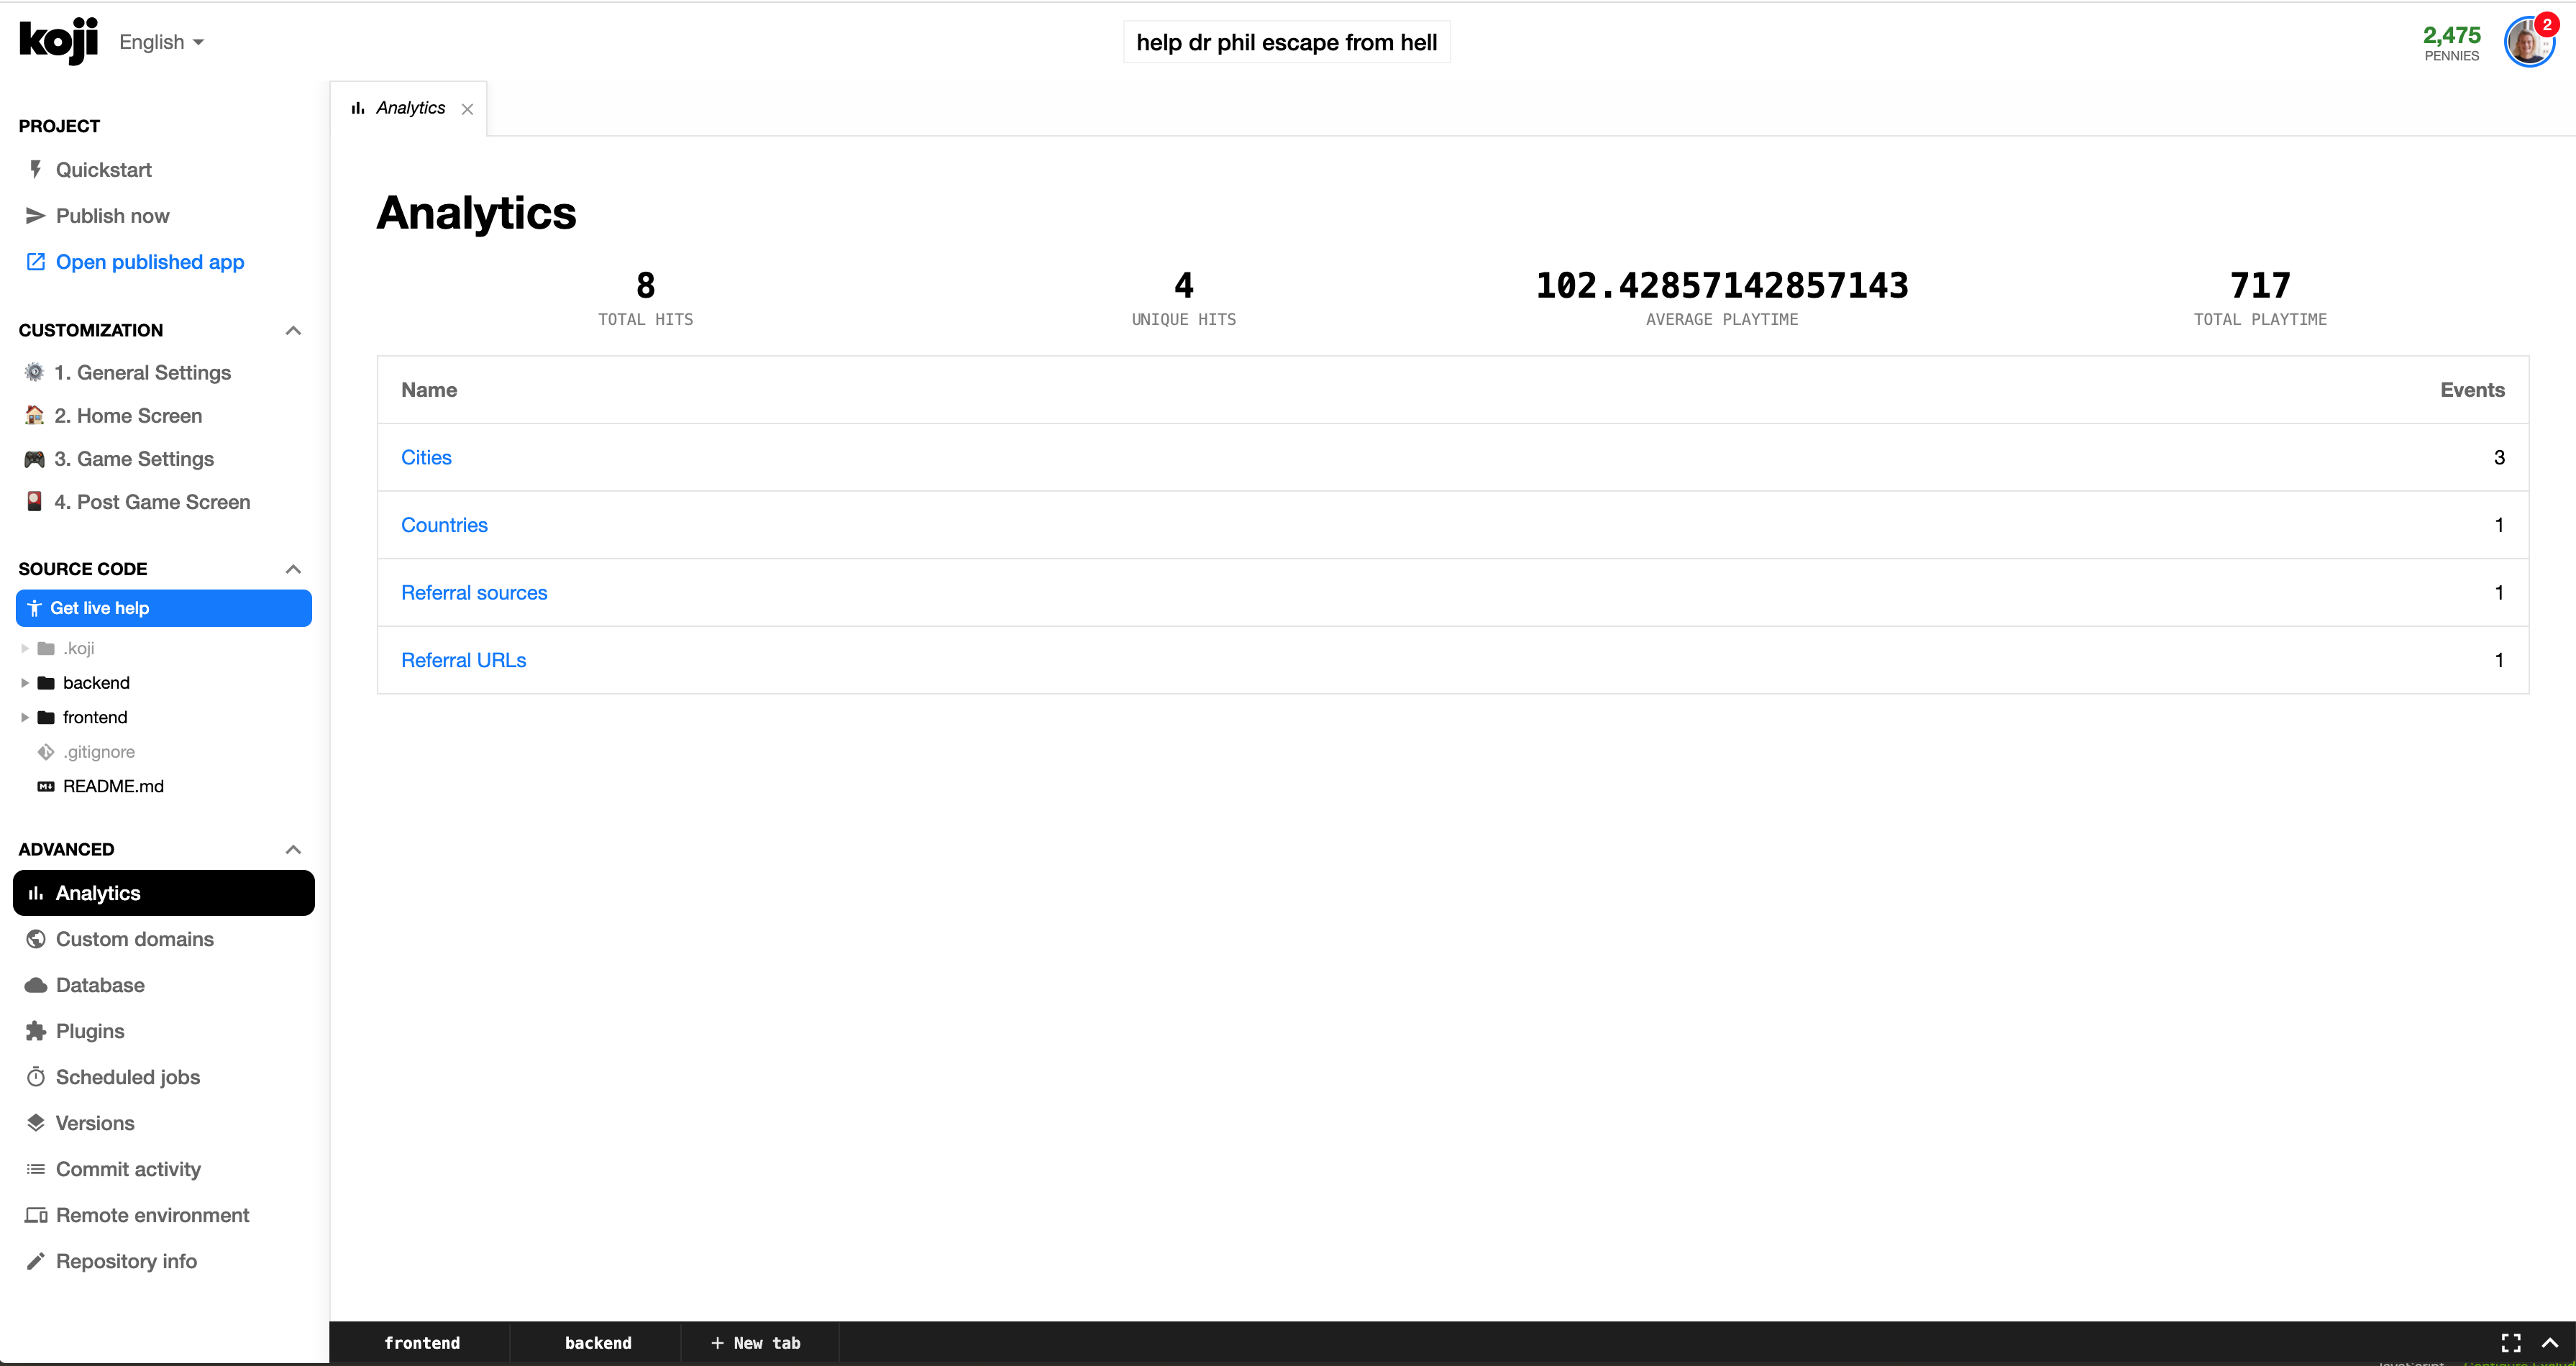 koji
English
help dr phil escape from hell
2,475
PENNIES
2
PROJECT
Quickstart
Publish now
Open published app
CUSTOMIZATION
1. General Settings
2. Home Screen
3. Game Settings
4. Post Game Screen
SOURCE CODE
Get live help
.koji
backend
frontend
.gitignore
README.md
ADVANCED
Analytics
Custom domains
Database
Plugins
Scheduled jobs
Versions
Commit activity
Remote environment
Repository info
Analytics
Analytics
8
TOTAL HITS
4
UNIQUE HITS
102.42857142857143
AVERAGE PLAYTIME
717
TOTAL PLAYTIME
Name Events
Cities 3
Countries 1
Referral sources 1
Referral URLs 1
frontend backend + New tab